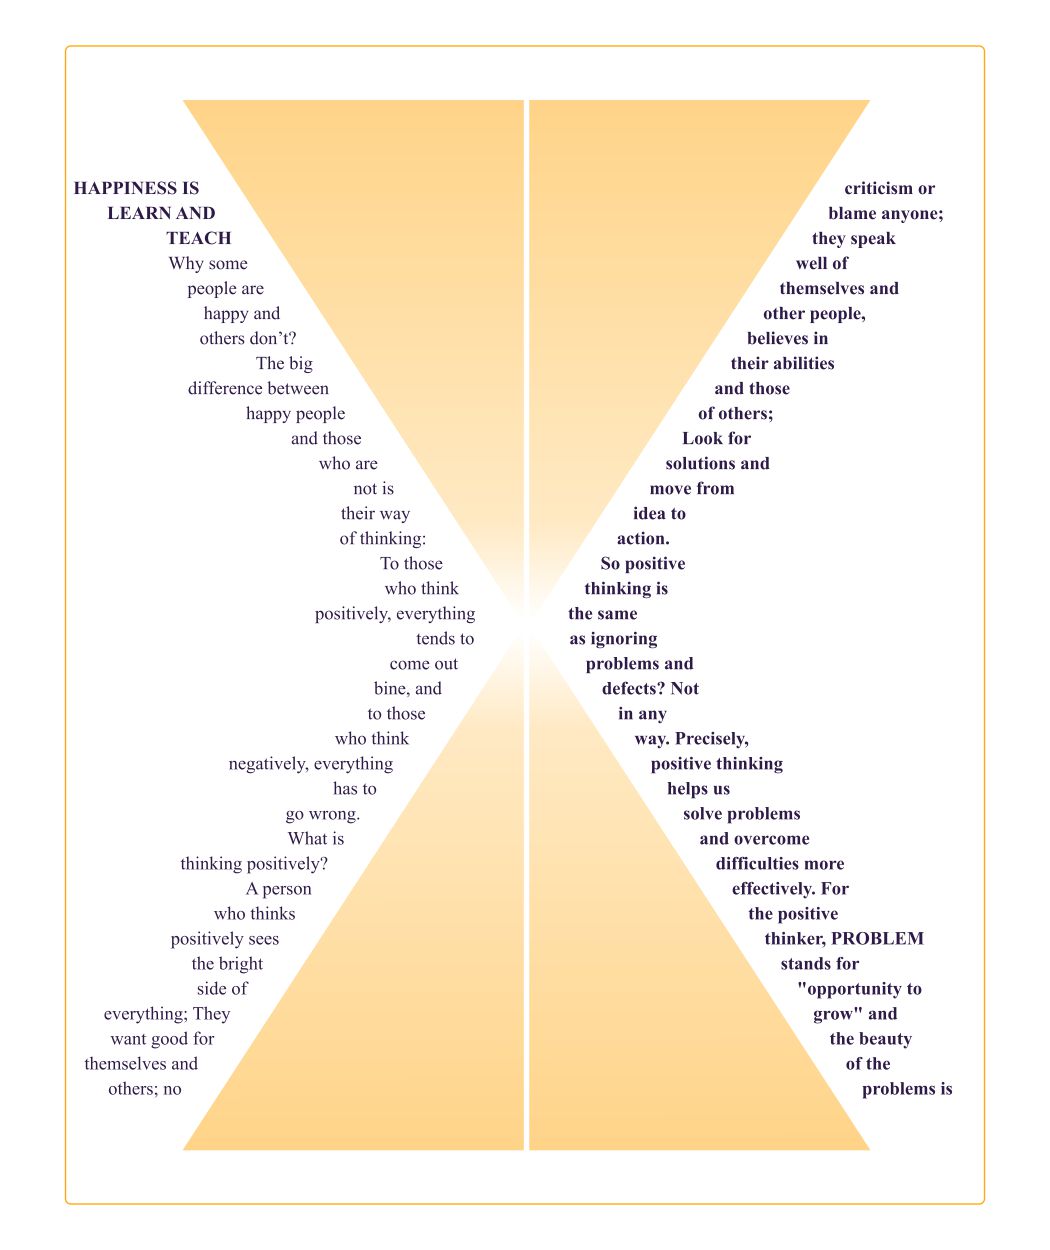 HAPPINESS IS
LEARN AND
TEACH
Why some
people are
happy and
others don’t?
The big
difference between
happy people
and those
who are
not is
their way
of thinking:
To those
who think
positively, everything
tends to
come out
bine, and
to those
who think
negatively, everything
has to
go wrong.
What is
thinking positively?
A person
who thinks
positively sees
the bright
side of
everything; They
want good for
themselves and
others; no
criticism or
blame anyone;
they speak
well of
themselves and
other people,
believes in
their abilities
and those
of others;
Look for
solutions and
move from
idea to
action.
So positive
thinking is
the same
as ignoring
problems and
defects? Not
in any
way. Precisely,
positive thinking
helps us
solve problems
and overcome
difficulties more
effectively. For
the positive
thinker, PROBLEM
stands for
"opportunity to
grow" and
the beauty
of the
problems is